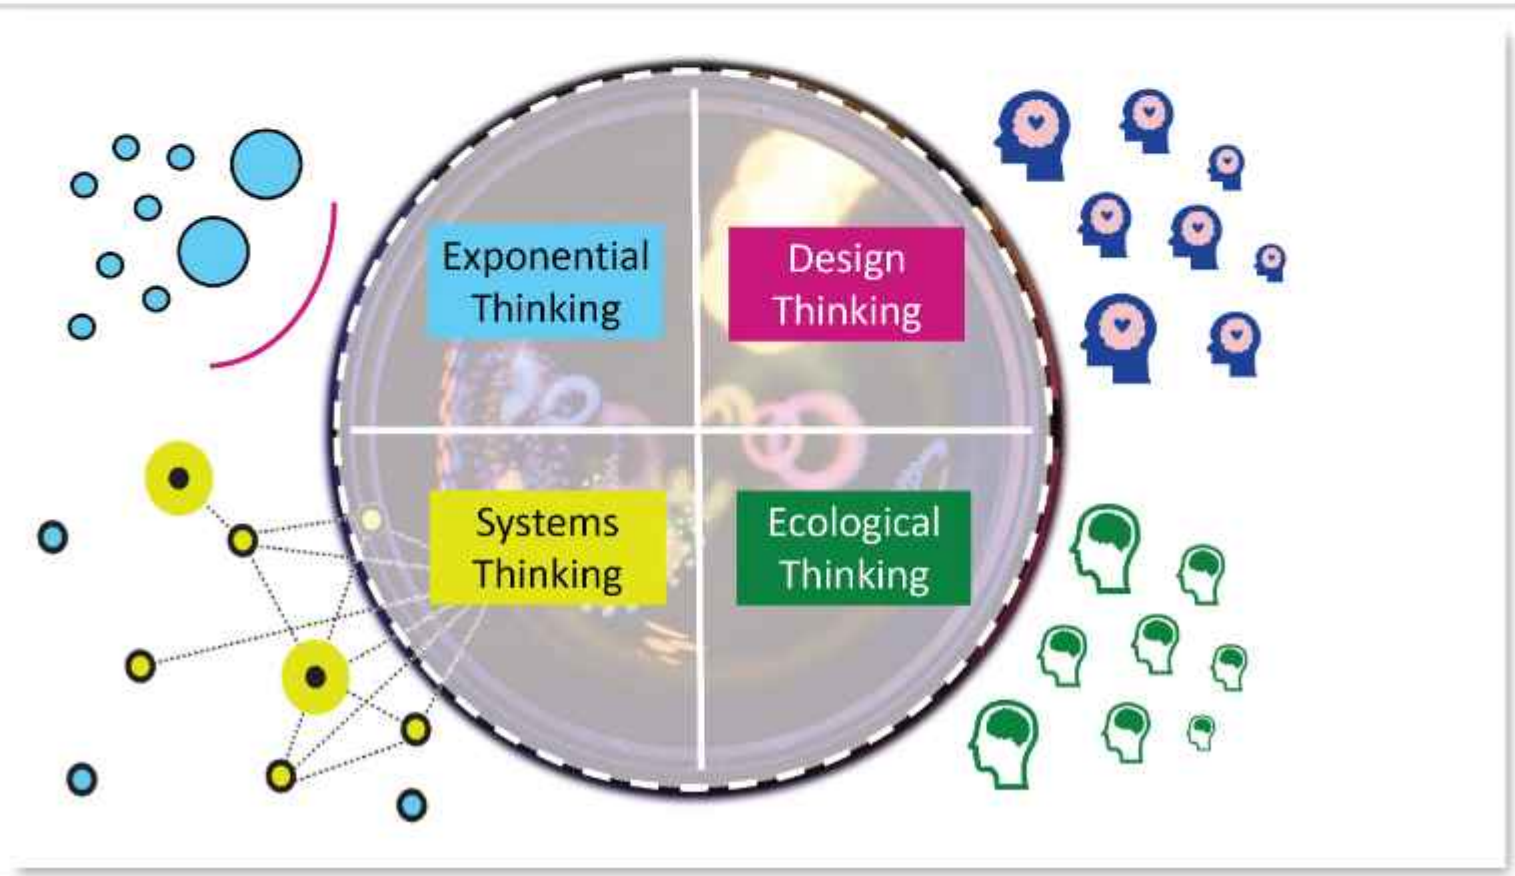 Exponential
Thinking
Design
Thinking
Systems
Thinking
Ecological
Thinking